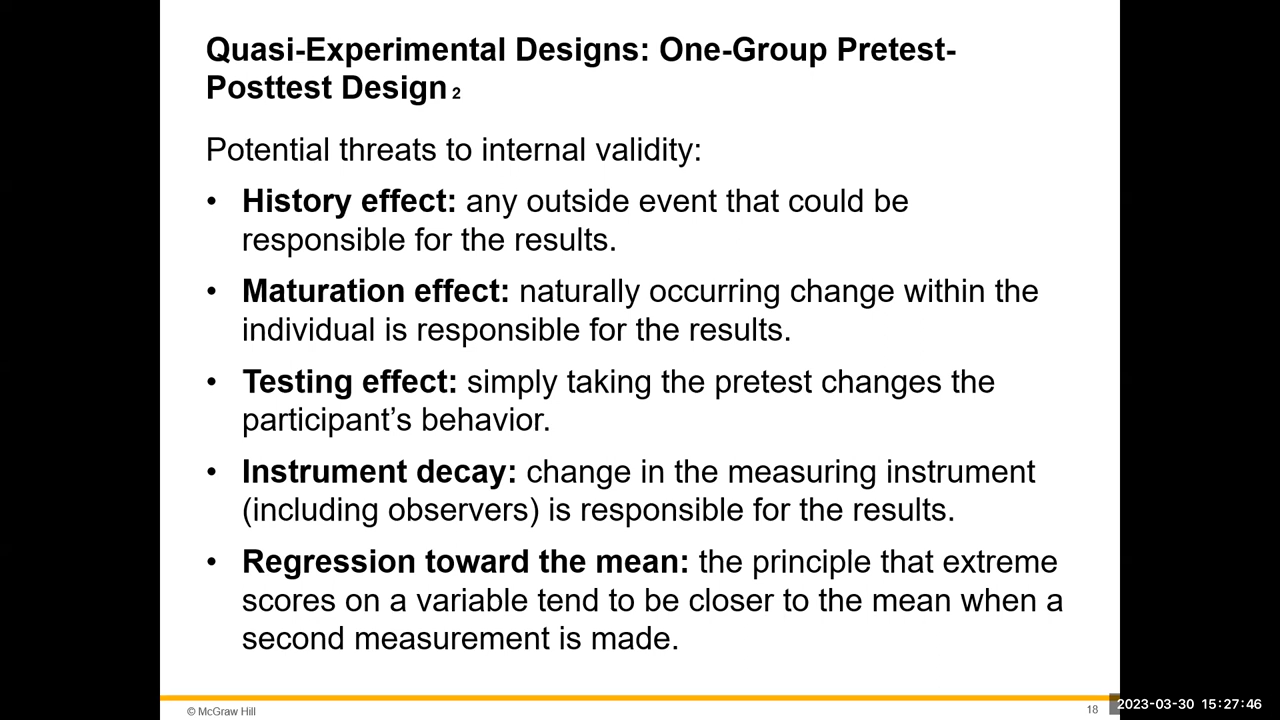 Quasi-Experimental Designs: One-Group Pretest-
Posttest Design 2
Potential threats to internal validity:
• History effect: any outside event that could be
responsible for the results.
• Maturation effect: naturally occurring change within the
individual is responsible for the results.
• Testing effect: simply taking the pretest changes the
participant’s behavior.
• Instrument decay: change in the measuring instrument
(including observers) is responsible for the results.
• Regression toward the mean: the principle that extreme
scores on a variable tend to be closer to the mean when a
second measurement is made.
© McGraw Hill
18
2023-03-30 15:27:46